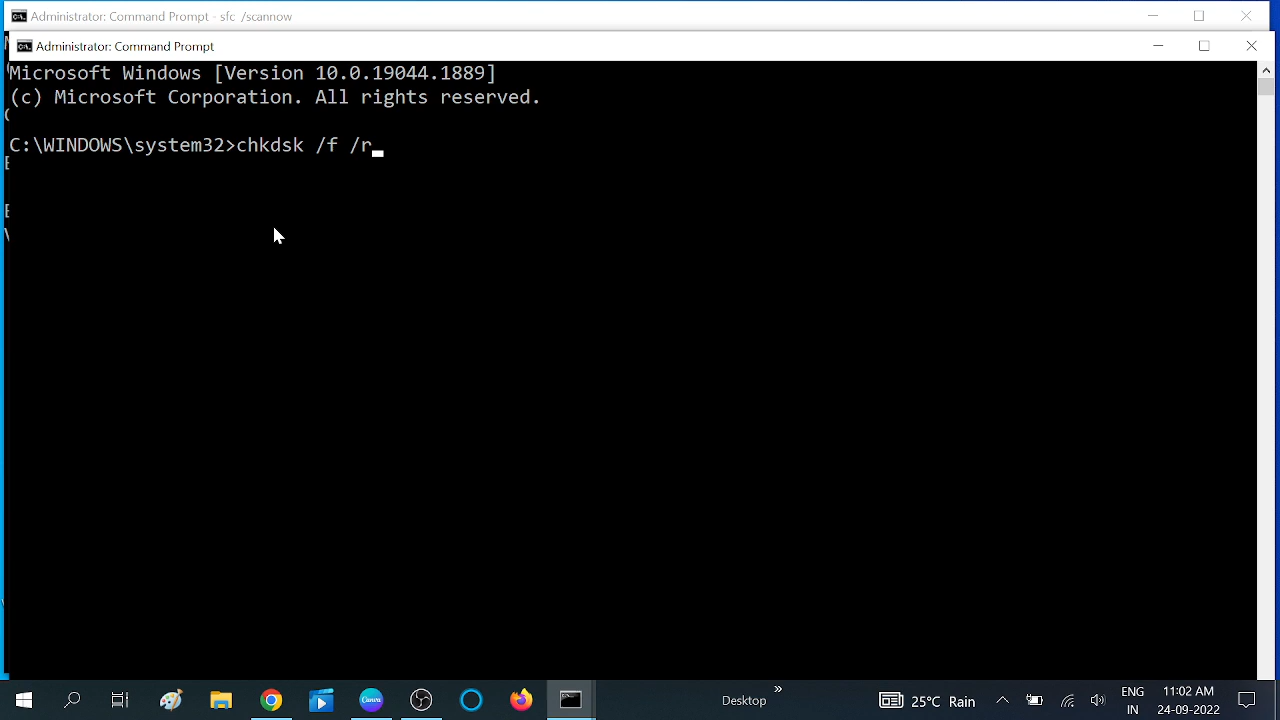 Administrator: Command Prompt - sfc /scannow
Administrator: Command Prompt
Microsoft Windows [Version 10.0.19044.1889]
(c) Microsoft Corporation. All rights reserved.
C:\WINDOWS\system32>chkdsk /f /r
Canva
Desktop
25°C Rain
ENG
IN
11:02 AM
24-09-2022